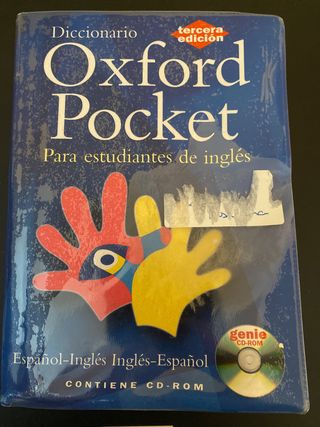 Diccionario
tercera
edición
Oxford
Pocket
Para estudiantes de inglés
genie
CD-ROM
Español-Inglés Inglés-Español
CONTIENE CD-ROM